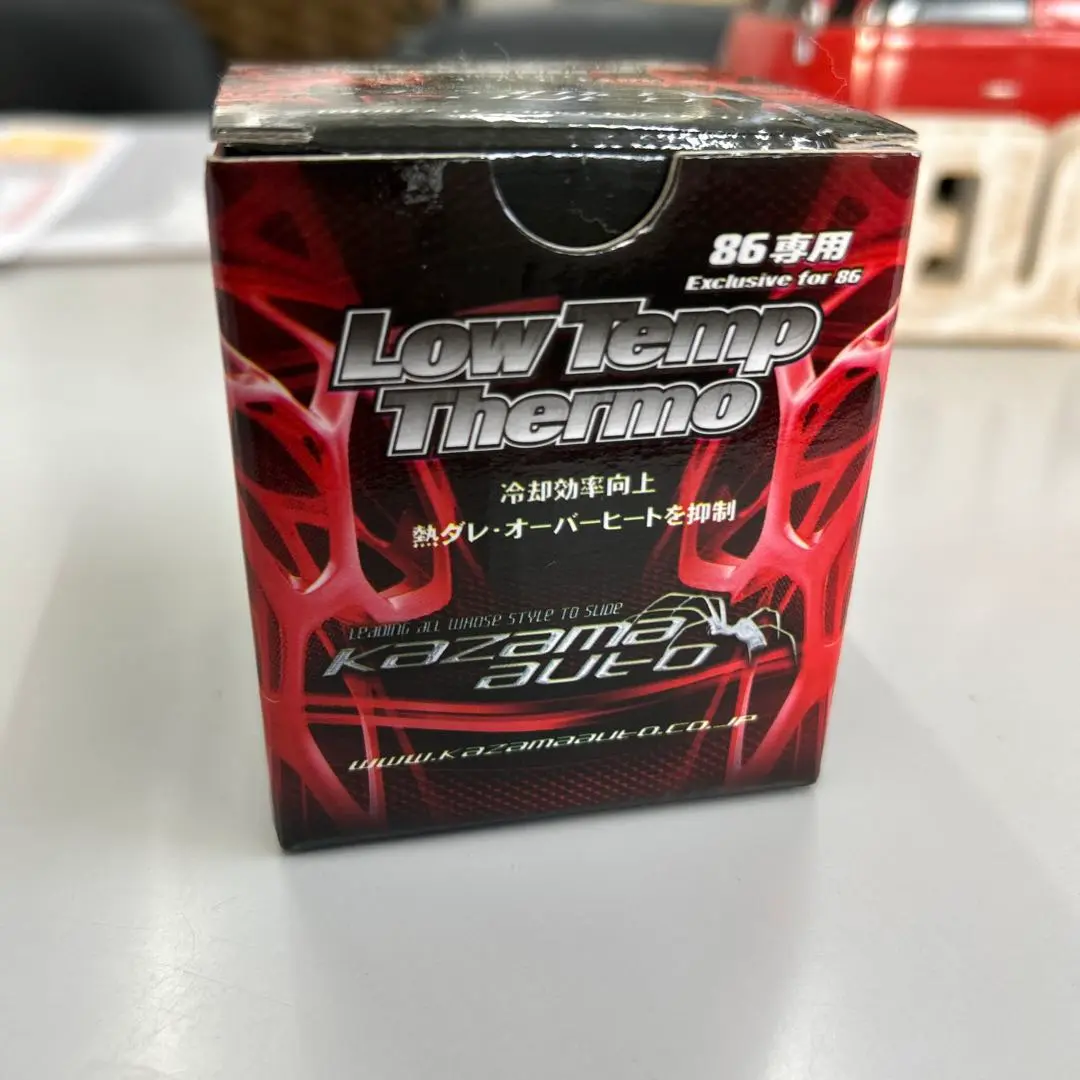 86専用
Exclusive for 86
Low Temp
Thermo
冷却効率向上
熱ダレ・オーバーヒートを抑制
LEADING ALL WHOSE STYLE TO SLIDE
KAZAMA
AUTO
www.KAZAMAAUTO.CO.JP